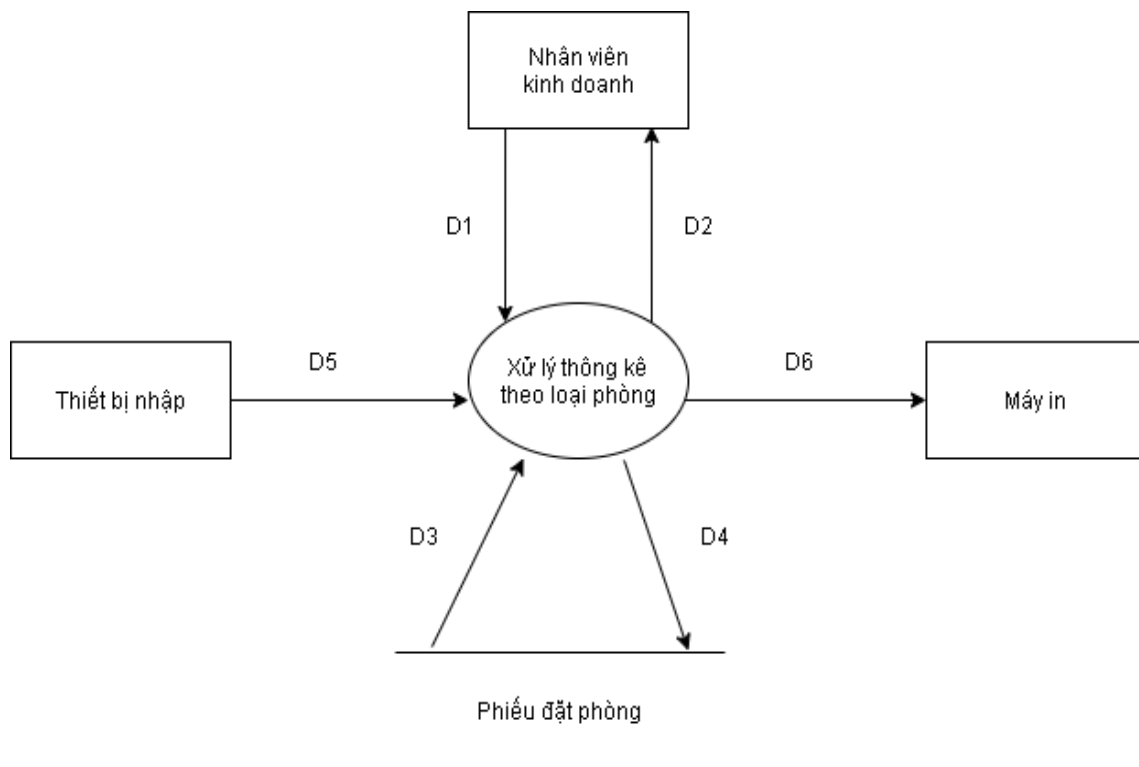 Nhân viên
kinh doanh
D1
D2
Xử lý thông kê
theo loại phòng
D5
D6
Thiết bị nhập
Máy in
D3
D4
Phiếu đặt phòng